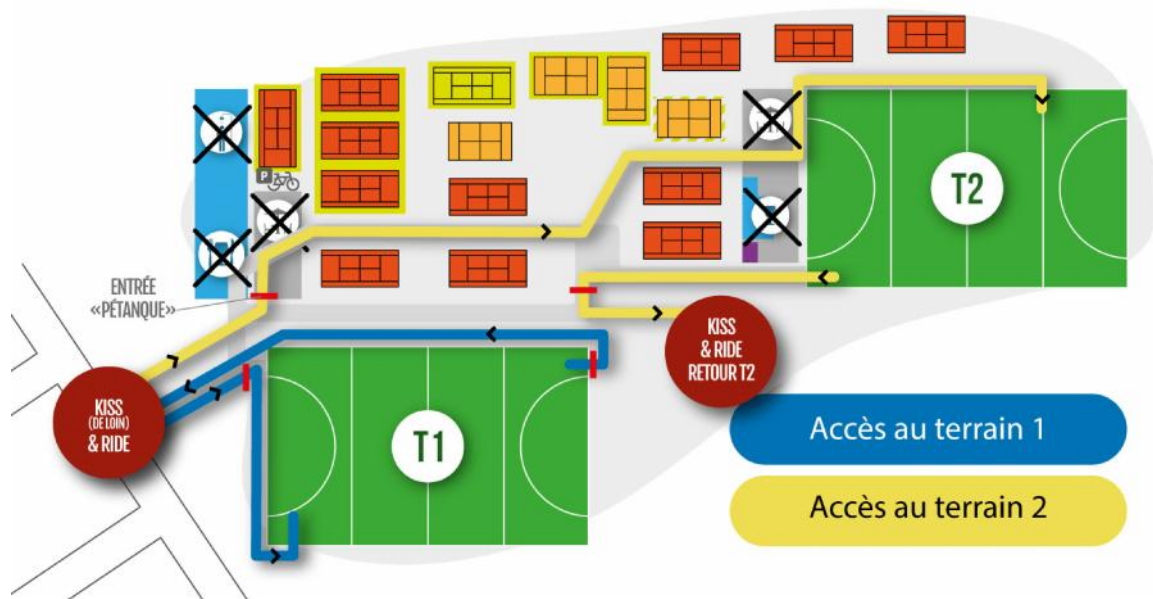 P
T2
ENTRÉE
«PÉTANQUE»
KISS
& RIDE
RETOUR T2
KISS
(DE LOIN)
& RIDE
T1
Accès au terrain 1
Accès au terrain 2